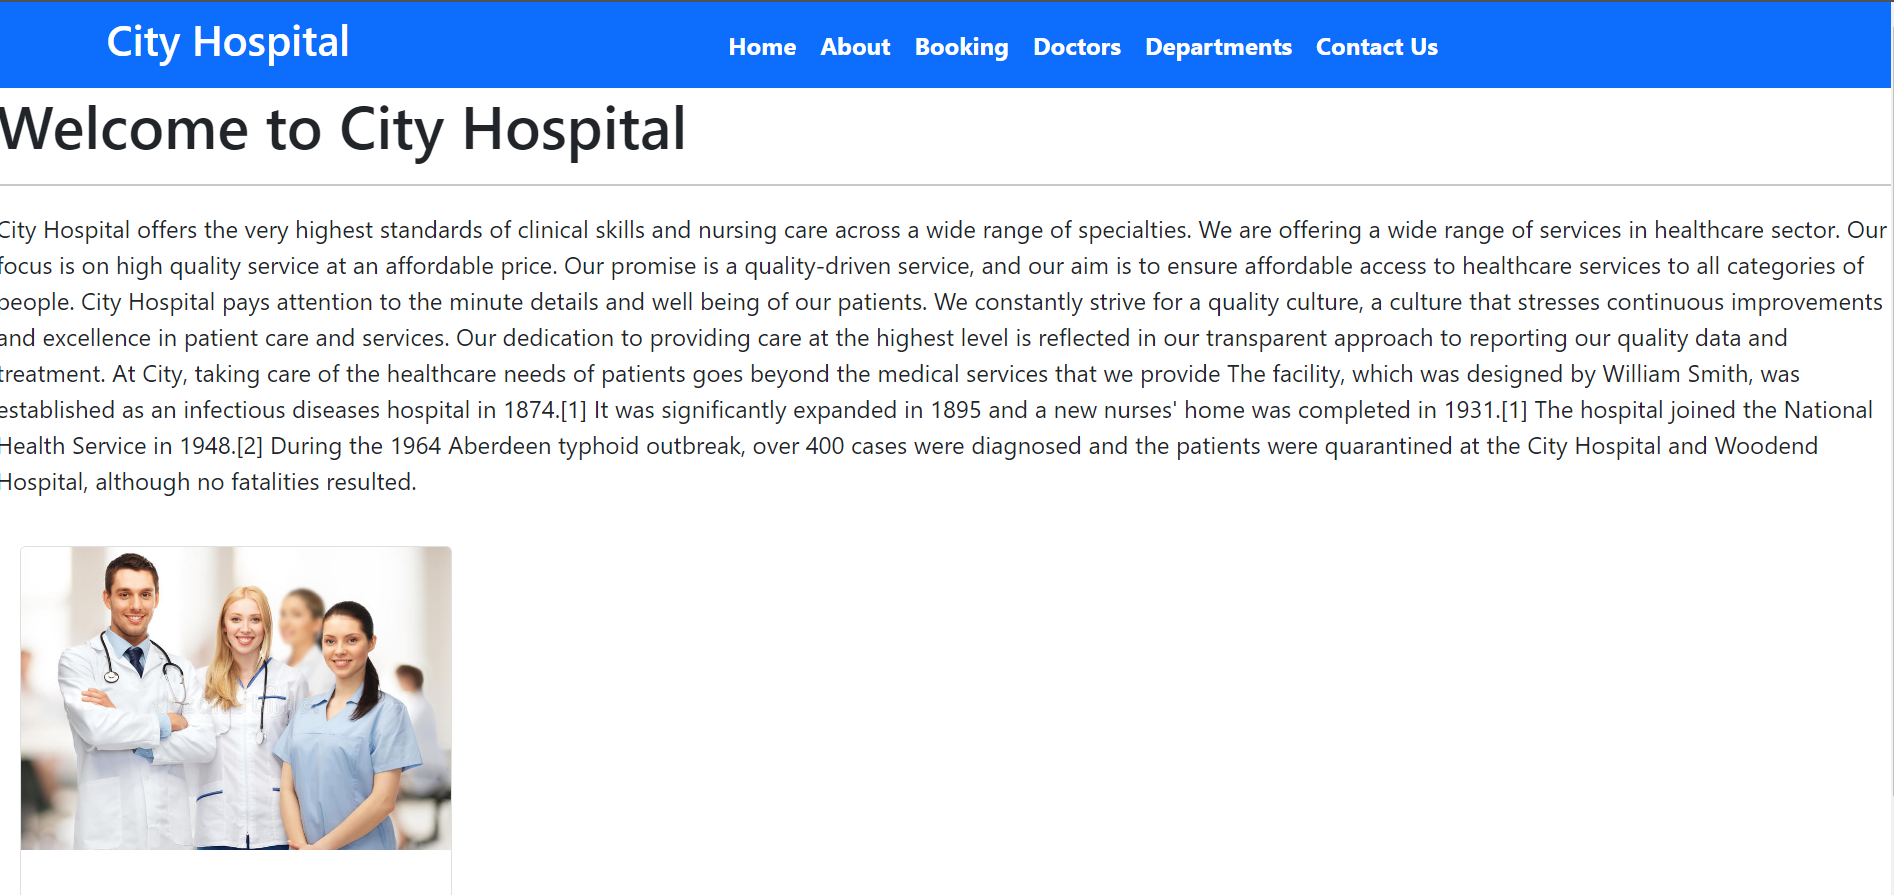 City Hospital
Home About Booking Doctors Departments Contact Us
Welcome to City Hospital
City Hospital offers the very highest standards of clinical skills and nursing care across a wide range of specialties. We are offering a wide range of services in healthcare sector. Our
focus is on high quality service at an affordable price. Our promise is a quality-driven service, and our aim is to ensure affordable access to healthcare services to all categories of
people. City Hospital pays attention to the minute details and well being of our patients. We constantly strive for a quality culture, a culture that stresses continuous improvements
and excellence in patient care and services. Our dedication to providing care at the highest level is reflected in our transparent approach to reporting our quality data and
treatment. At City, taking care of the healthcare needs of patients goes beyond the medical services that we provide The facility, which was designed by William Smith, was
established as an infectious diseases hospital in 1874.[1] It was significantly expanded in 1895 and a new nurses' home was completed in 1931.[1] The hospital joined the National
Health Service in 1948.[2] During the 1964 Aberdeen typhoid outbreak, over 400 cases were diagnosed and the patients were quarantined at the City Hospital and Woodend
Hospital, although no fatalities resulted.